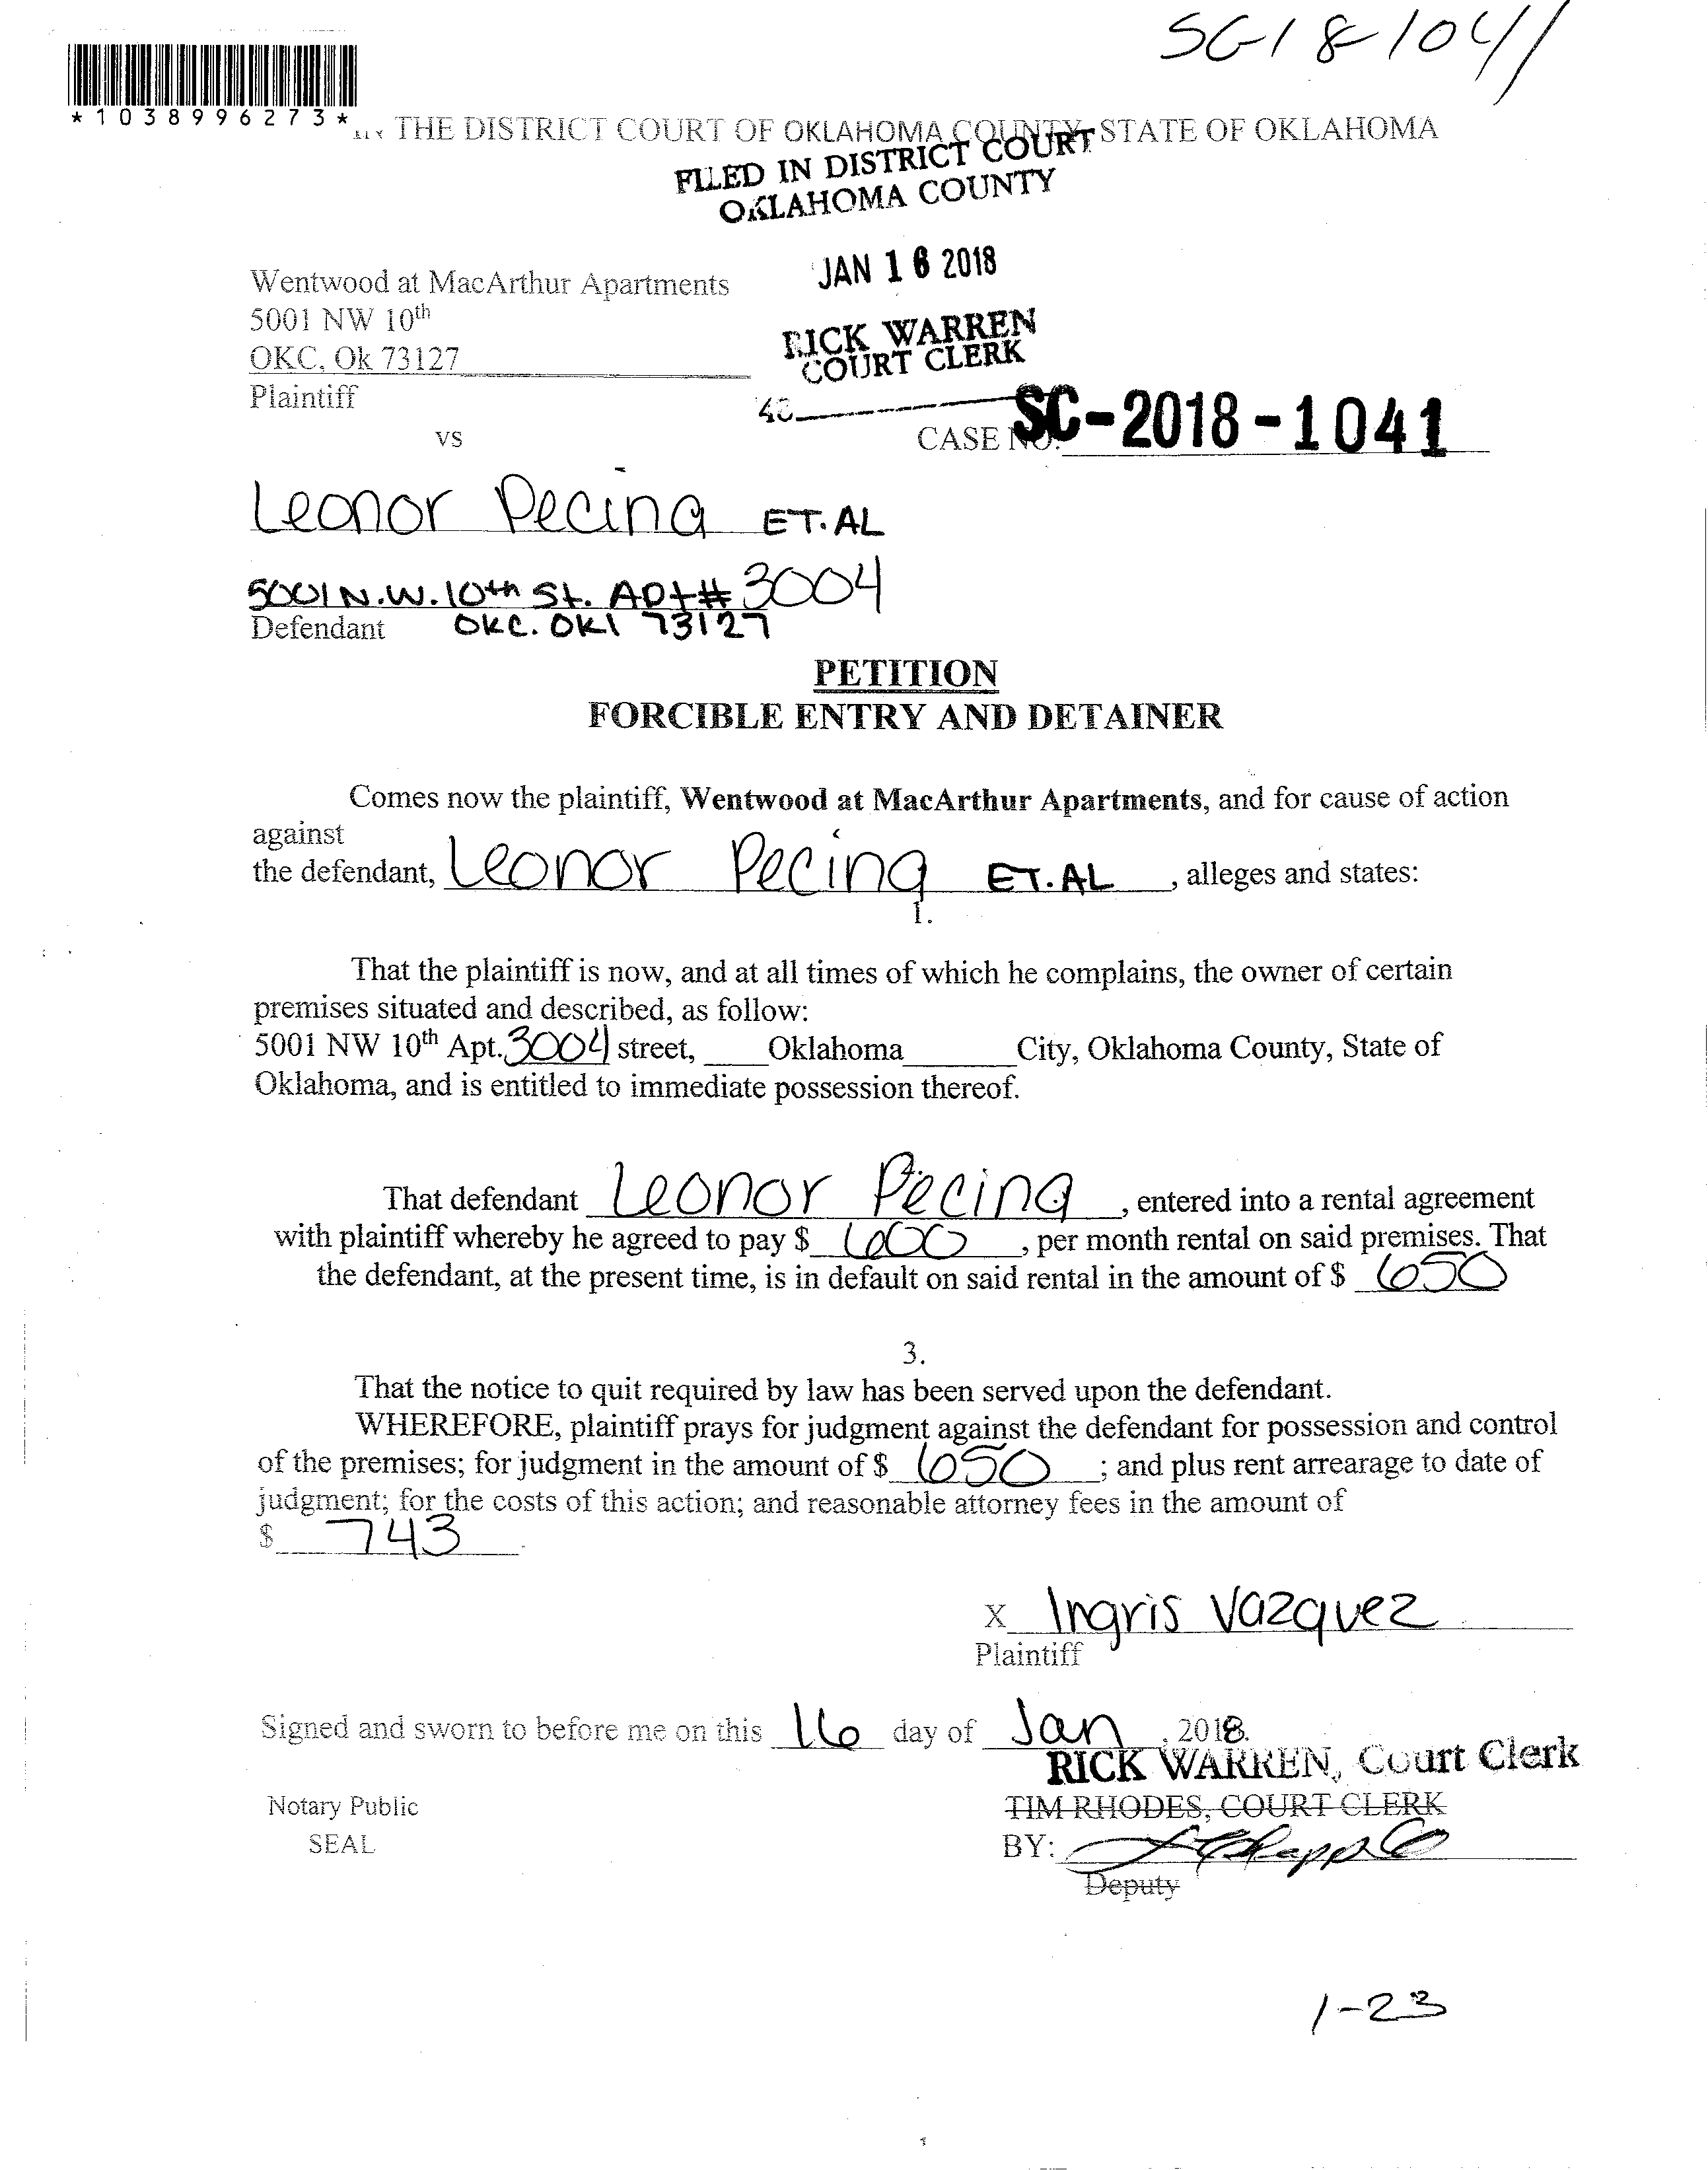 SC18-1041
*1038996273*
THE DISTRICT COURT OF OKLAHOMA COUNTY, STATE OF OKLAHOMA
FILED IN DISTRICT COURT
OKLAHOMA COUNTY
JAN 16 2018
RICK WARREN
COURT CLERK
Wentwood at MacArthur Apartments
5001 NW 10th
OKC, Ok 73127
Plaintiff
vs
CASE NO. SC-2018-1041
Leonor Pecina ET.AL
5001 N.W. 10th St. Apt# 3004
Defendant OKC. OKl 73127
PETITION
FORCIBLE ENTRY AND DETAINER
Comes now the plaintiff, Wentwood at MacArthur Apartments, and for cause of action
against
the defendant, Leonor Pecina ET.AL , alleges and states:
1.
That the plaintiff is now, and at all times of which he complains, the owner of certain
premises situated and described, as follow:
5001 NW 10th Apt. 3004 street, Oklahoma City, Oklahoma County, State of
Oklahoma, and is entitled to immediate possession thereof.
That defendant Leonor Pecina , entered into a rental agreement
with plaintiff whereby he agreed to pay $ 600 , per month rental on said premises. That
the defendant, at the present time, is in default on said rental in the amount of $ 650
3.
That the notice to quit required by law has been served upon the defendant.
WHEREFORE, plaintiff prays for judgment against the defendant for possession and control
of the premises; for judgment in the amount of $ 650 ; and plus rent arrearage to date of
judgment; for the costs of this action; and reasonable attorney fees in the amount of
$ 743
X Ingris Vazquez
Plaintiff
Signed and sworn to before me on this 16 day of Jan , 2018.
RICK WARREN, Court Clerk
Notary Public
TIM RHODES, COURT CLERK
SEAL
BY:
Deputy
1-23